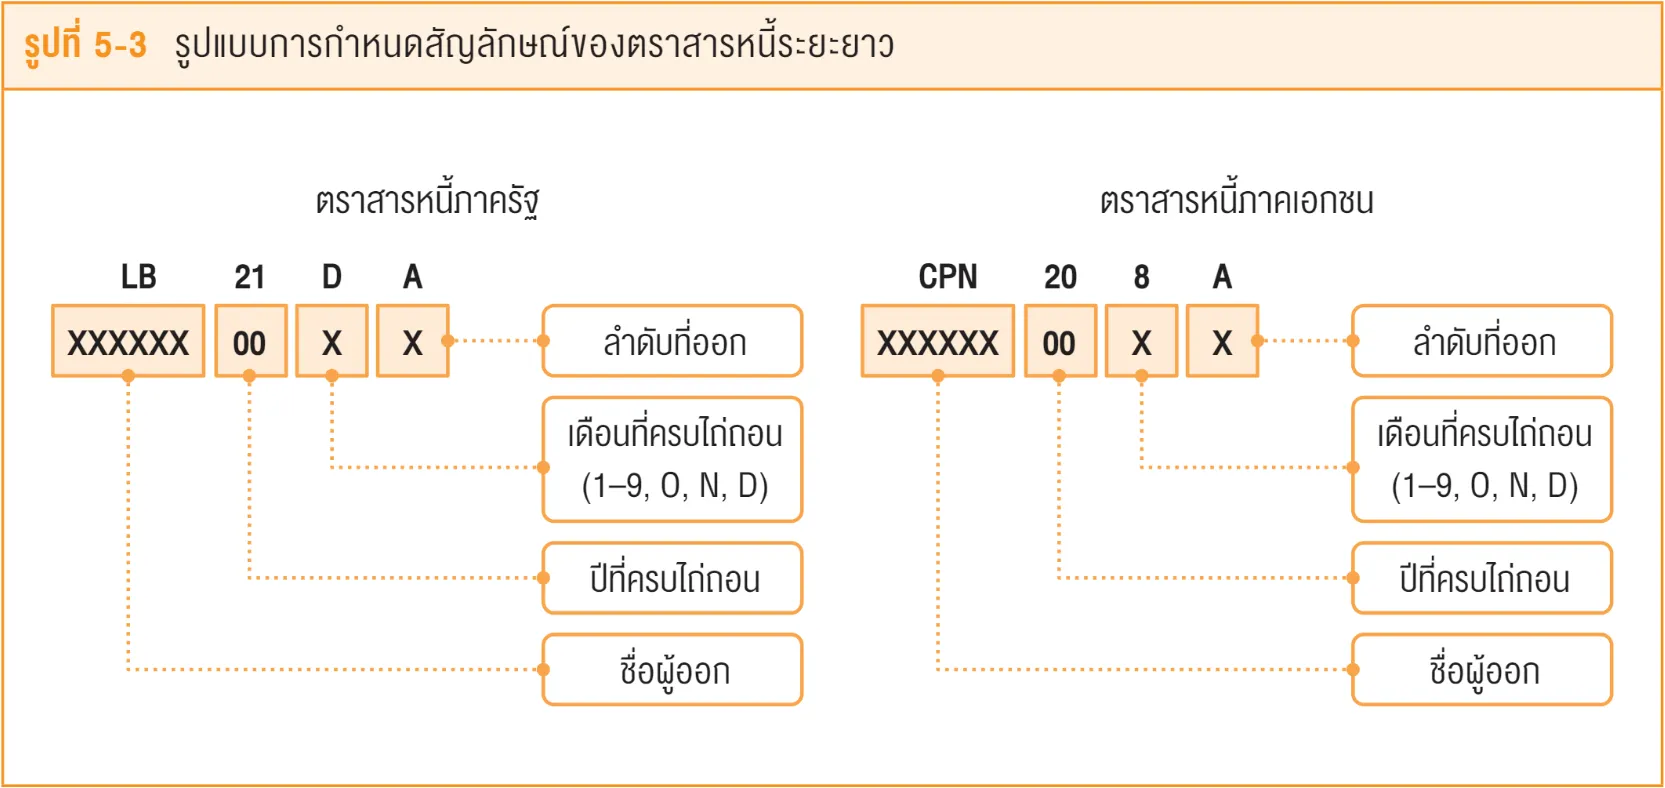 รูปที่ 5-3 รูปแบบการกำหนดสัญลักษณ์ของตราสารหนี้ระยะยาว
ตราสารหนี้ภาครัฐ
LB 21 D A
XXXXXX 00 X X
ลำดับที่ออก
เดือนที่ครบไถ่ถอน
(1–9, O, N, D)
ปีที่ครบไถ่ถอน
ชื่อผู้ออก
ตราสารหนี้ภาคเอกชน
CPN 20 8 A
XXXXXX 00 X X
ลำดับที่ออก
เดือนที่ครบไถ่ถอน
(1–9, O, N, D)
ปีที่ครบไถ่ถอน
ชื่อผู้ออก